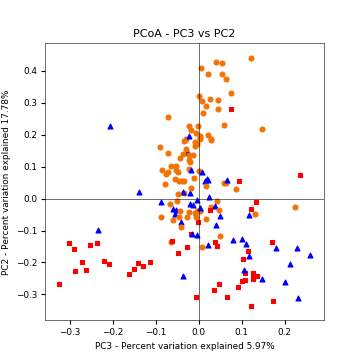 PCoA - PC3 vs PC2
PC2 - Percent variation explained 17.78%
0.4
0.3
0.2
0.1
0.0
−0.1
−0.2
−0.3
−0.3 −0.2 −0.1 0.0 0.1 0.2
PC3 - Percent variation explained 5.97%